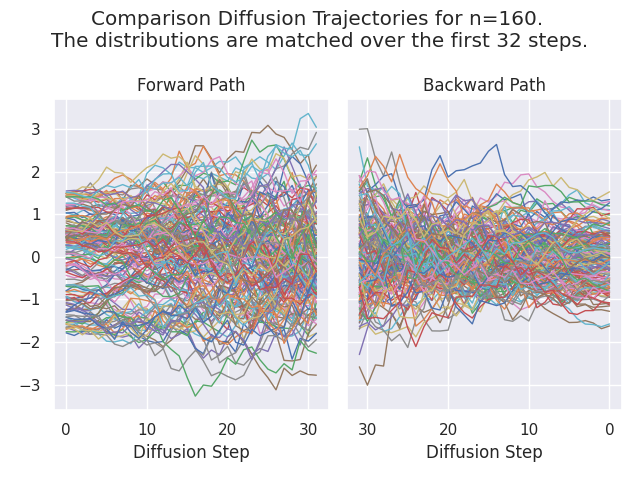 Comparison Diffusion Trajectories for n=160.
The distributions are matched over the first 32 steps.
Forward Path
Backward Path
3
2
1
0
−1
−2
−3
0 10 20 30
30 20 10 0
Diffusion Step
Diffusion Step